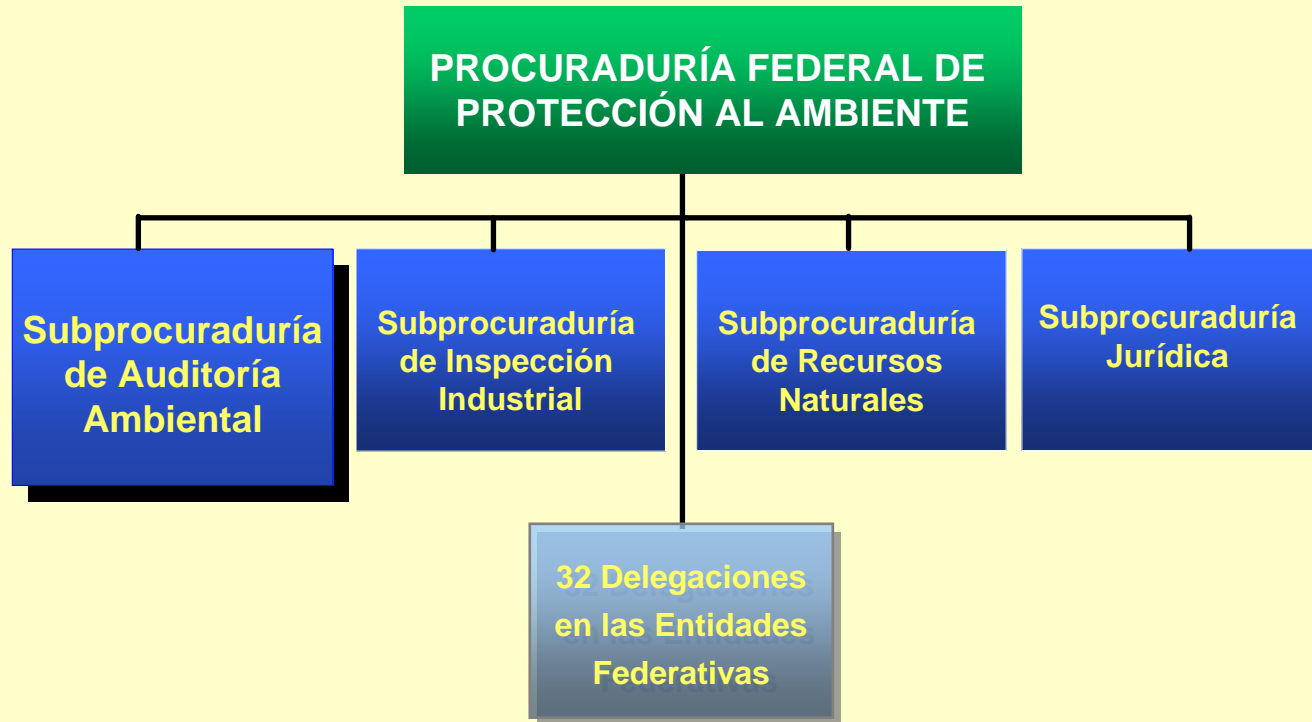 PROCURADURÍA FEDERAL DE
PROTECCIÓN AL AMBIENTE
Subprocuraduría
de Auditoría
Ambiental
Subprocuraduría
de Inspección
Industrial
Subprocuraduría
de Recursos
Naturales
Subprocuraduría
Jurídica
32 Delegaciones
en las Entidades
Federativas